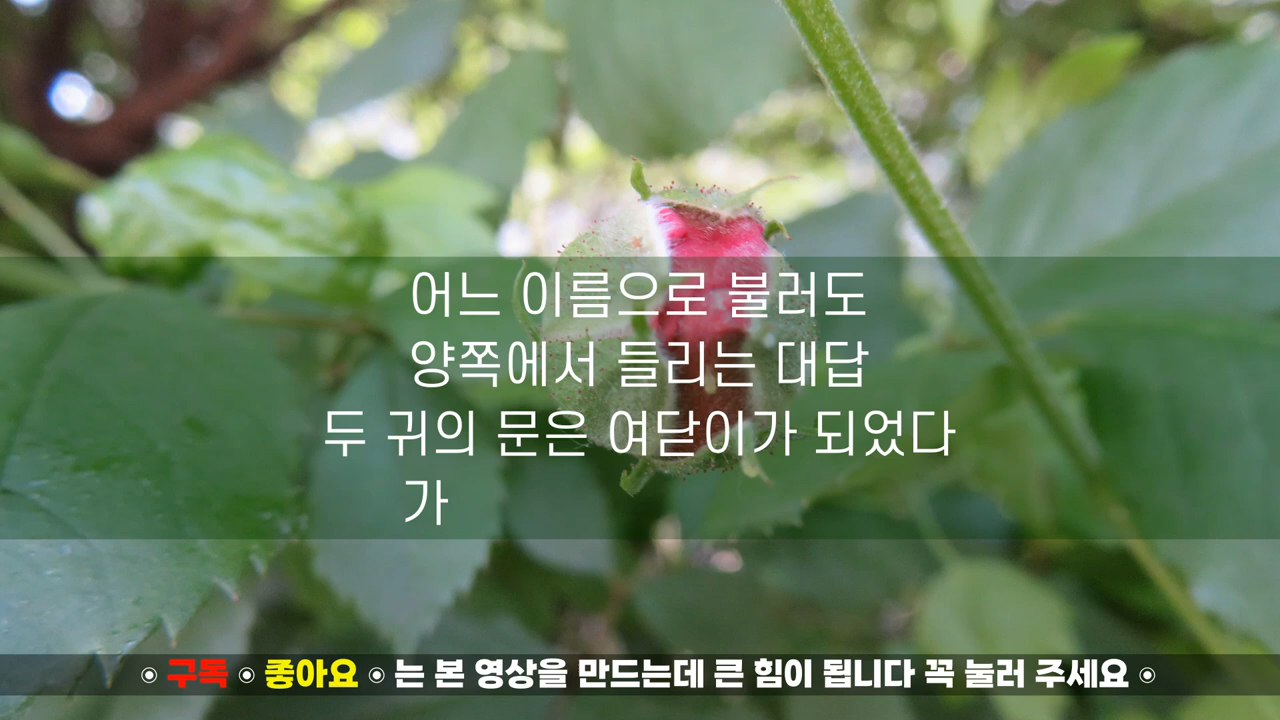 어느 이름으로 불러도
양쪽에서 들리는 대답
두 귀의 문은 여닫이가 되었다
가
◉ 구독 ◉ 좋아요 ◉ 는 본 영상을 만드는데 큰 힘이 됩니다 꼭 눌러 주세요 ◉